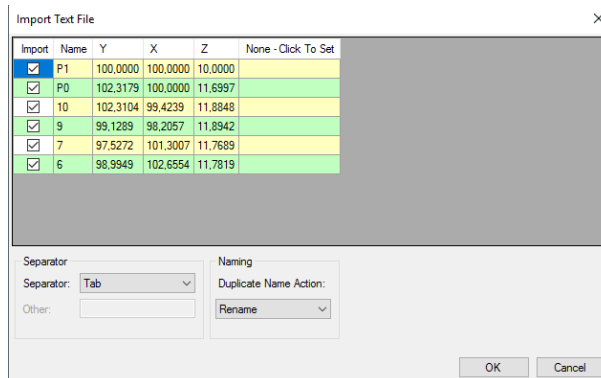 Import Text File
Import Name Y X Z None - Click To Set
P1 100,0000 100,0000 10,0000
P0 102,3179 100,0000 11,6997
10 102,3104 99,4239 11,8848
9 99,1289 98,2057 11,8942
7 97,5272 101,3007 11,7689
6 98,9949 102,6554 11,7819
Separator
Separator: Tab
Other:
Naming
Duplicate Name Action:
Rename
OK Cancel